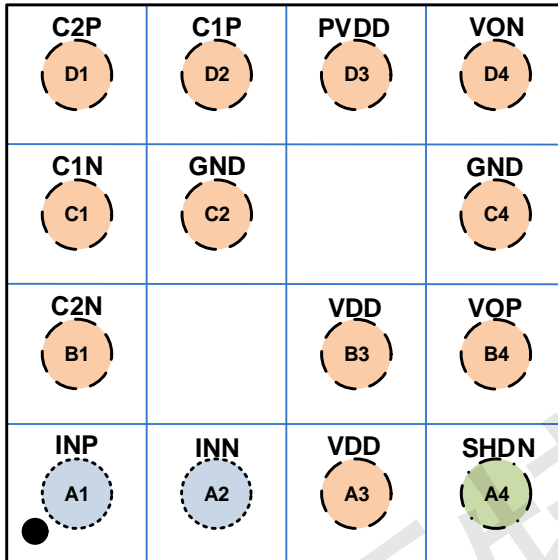 C2P C1P PVDD VON
D1 D2 D3 D4
C1N GND GND
C1 C2 C4
C2N VDD VOP
B1 B3 B4
INP INN VDD SHDN
A1 A2 A3 A4